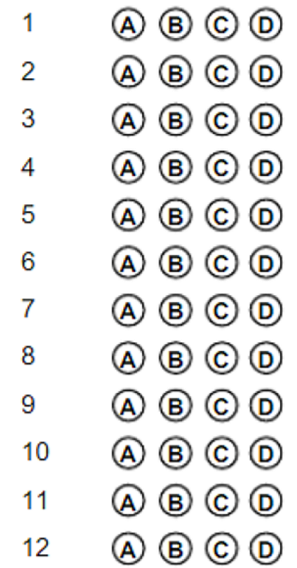 1 A B C D
2 A B C D
3 A B C D
4 A B C D
5 A B C D
6 A B C D
7 A B C D
8 A B C D
9 A B C D
10 A B C D
11 A B C D
12 A B C D